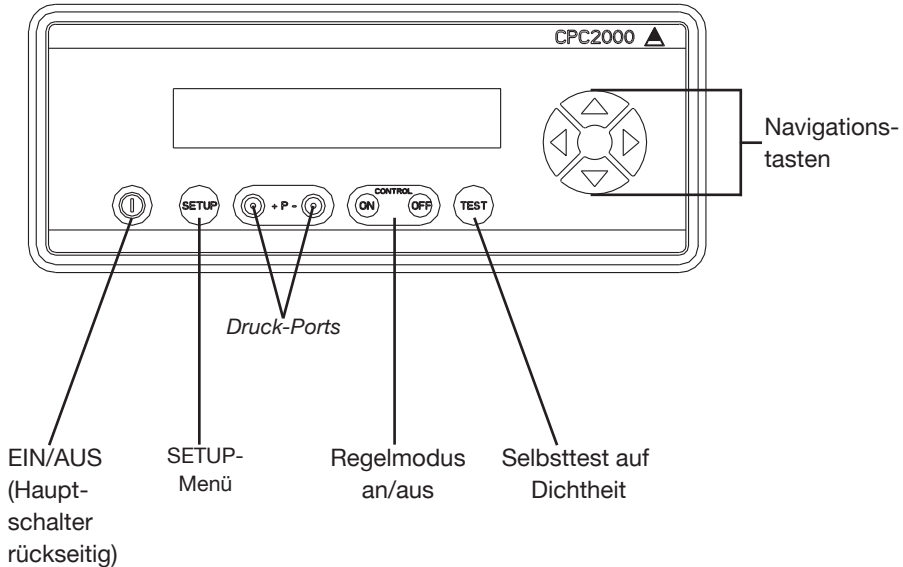 CPC2000
Navigations-
tasten
SETUP
+ P -
CONTROL
ON OFF
TEST
Druck-Ports
EIN/AUS
(Haupt-
schalter
rückseitig)
SETUP-
Menü
Regelmodus
an/aus
Selbsttest auf
Dichtheit